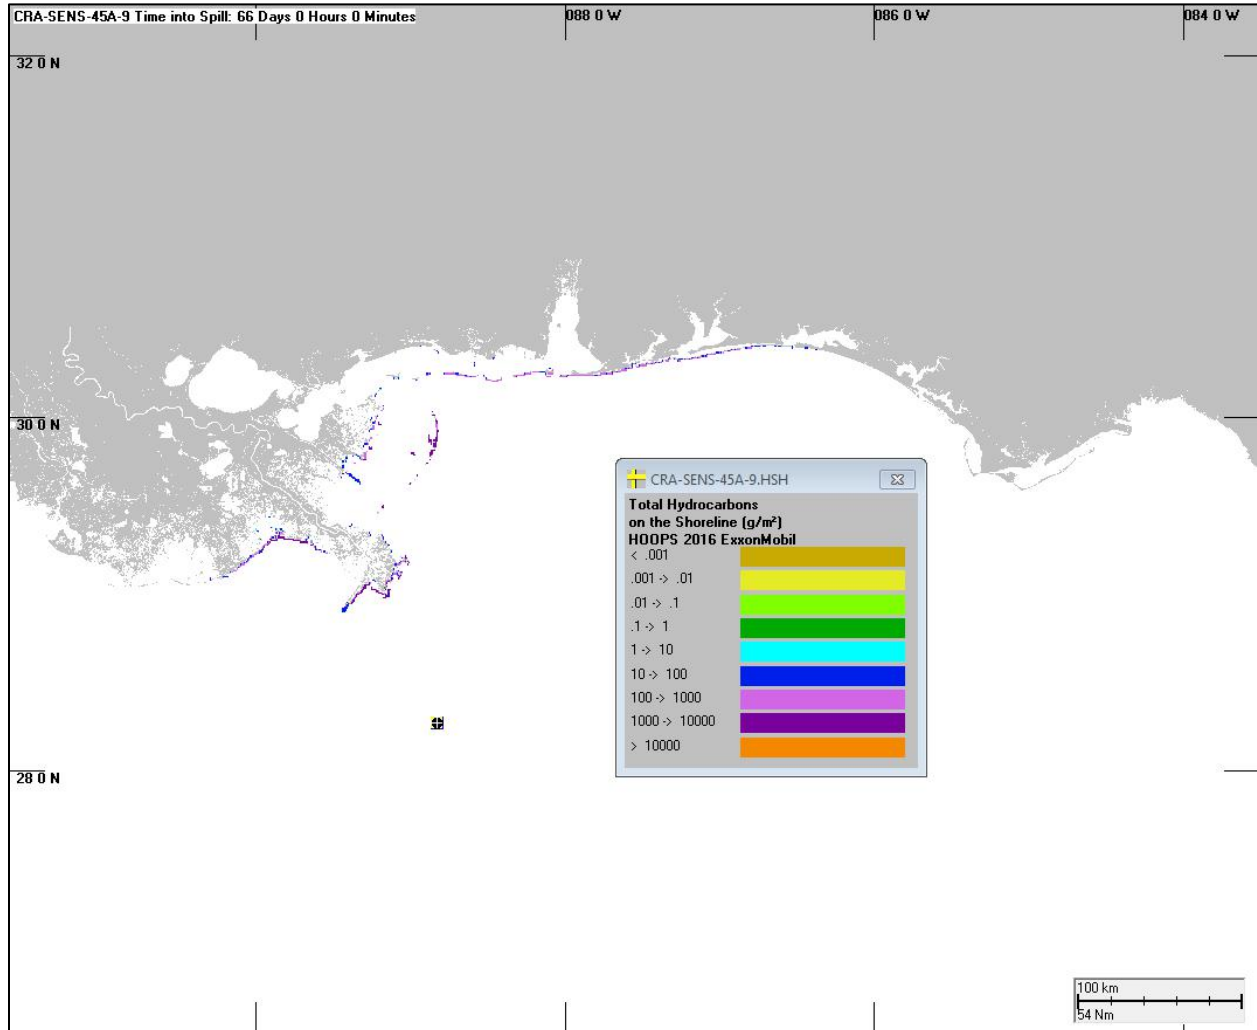 CRA-SENS-45A-9 Time into Spill: 66 Days 0 Hours 0 Minutes
088 0 W
086 0 W
084 0 W
32 0 N
30 0 N
CRA-SENS-45A-9.HSH
Total Hydrocarbons
on the Shoreline (g/m²)
HOOPS 2016 ExxonMobil
< .001
.001 -> .01
.01 -> .1
.1 -> 1
1 -> 10
10 -> 100
100 -> 1000
1000 -> 10000
> 10000
28 0 N
100 km
54 Nm